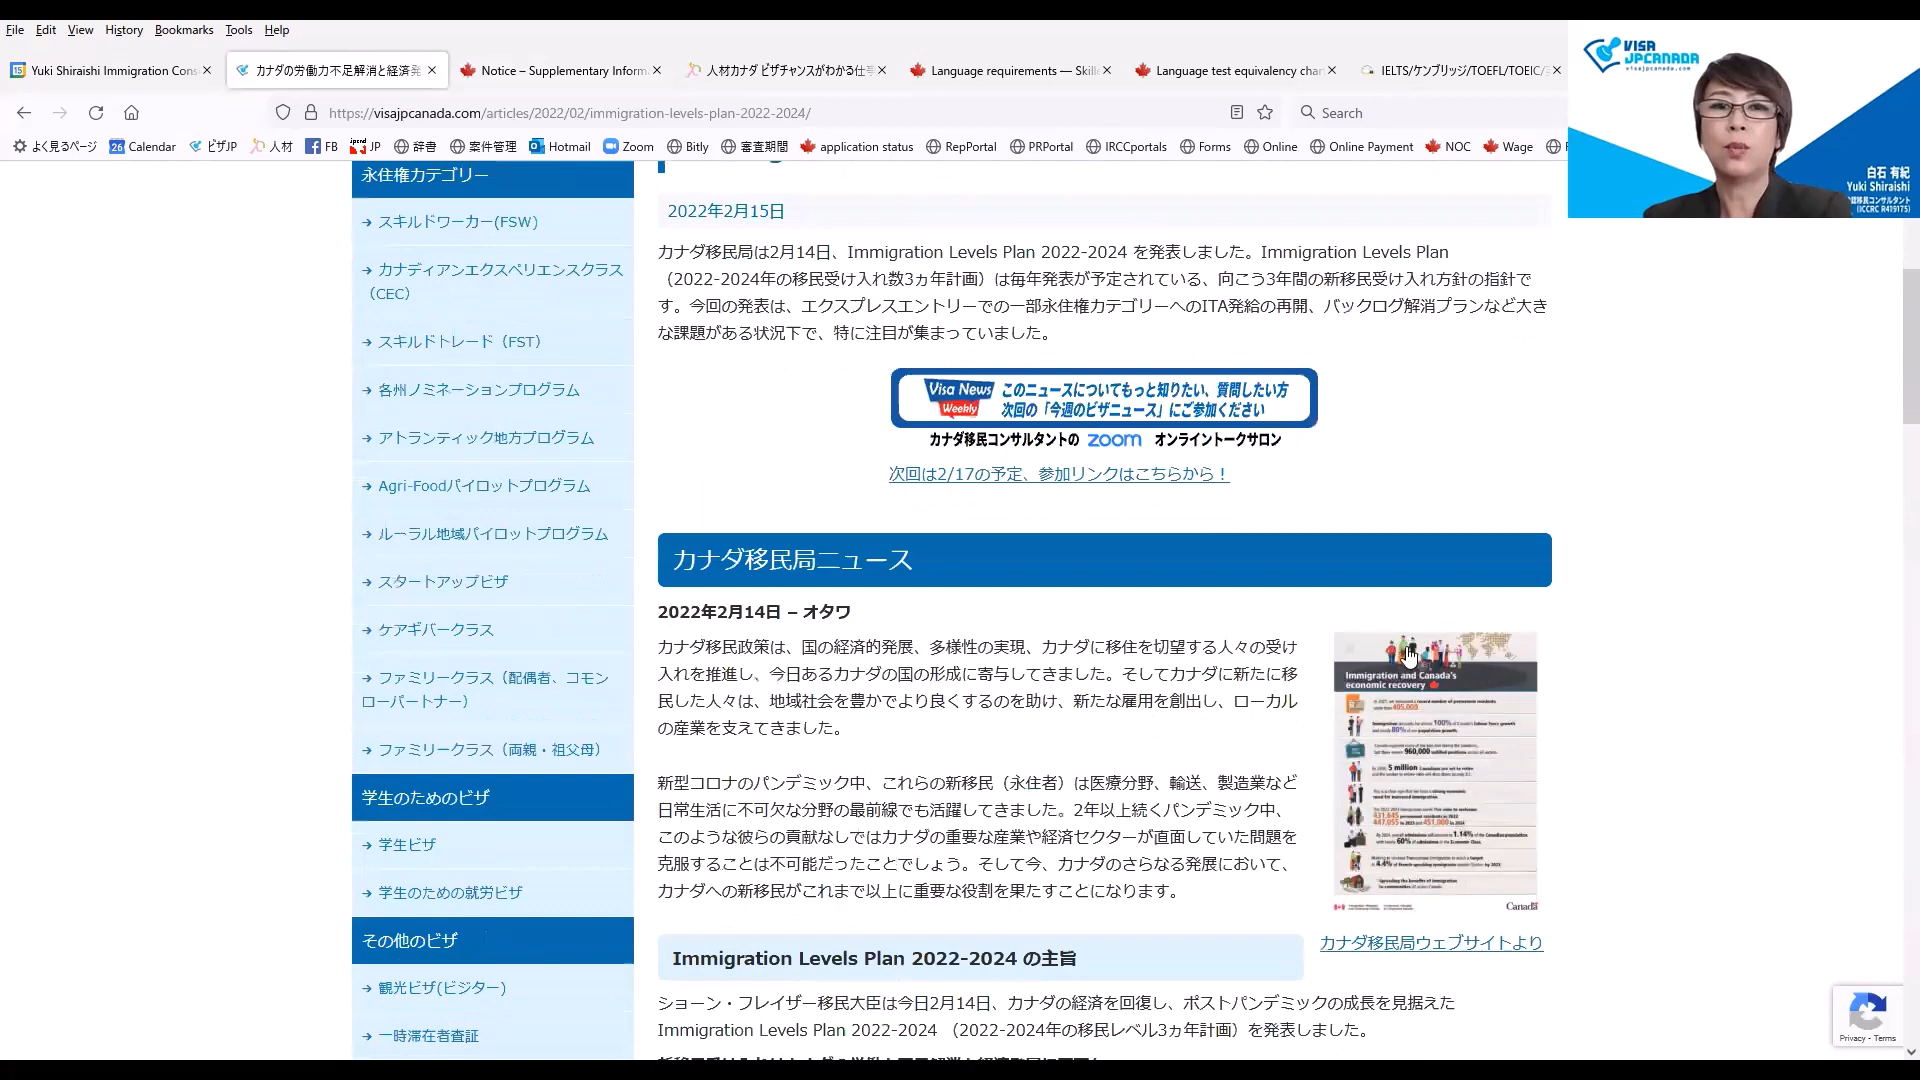 File Edit View History Bookmarks Tools Help
Yuki Shiraishi Immigration Cons
カナダの労働力不足解消と経済発
Notice – Supplementary Inform
人材カナダ ビザチャンスがわかる仕事
Language requirements — Skille
Language test equivalency char
IELTS/ケンブリッジ/TOEFL/TOEIC/
https://visajpcanada.com/articles/2022/02/immigration-levels-plan-2022-2024/
Search
よく見るページ Calendar ビザJP 人材 FB JP 辞書 案件管理 Hotmail Zoom Bitly 審査期間 application status RepPortal PRPortal IRCCportals Forms Online Online Payment NOC Wage
VISA
JPCANADA
visajpcanada.com
白石 有紀
Yuki Shiraishi
認移民コンサルタント
(ICCRC R419175)
永住権カテゴリー
→ スキルドワーカー(FSW)
→ カナディアンエクスペリエンスクラス
（CEC）
→ スキルドトレード（FST）
→ 各州ノミネーションプログラム
→ アトランティック地方プログラム
→ Agri-Foodパイロットプログラム
→ ルーラル地域パイロットプログラム
→ スタートアップビザ
→ ケアギバークラス
→ ファミリークラス（配偶者、コモン
ローパートナー）
→ ファミリークラス（両親・祖父母）
学生のためのビザ
→ 学生ビザ
→ 学生のための就労ビザ
その他のビザ
→ 観光ビザ(ビジター)
→ 一時滞在者査証
2022年2月15日
カナダ移民局は2月14日、Immigration Levels Plan 2022-2024 を発表しました。Immigration Levels Plan
（2022-2024年の移民受け入れ数3ヵ年計画）は毎年発表が予定されている、向こう3年間の新移民受け入れ方針の指針で
す。今回の発表は、エクスプレスエントリーでの一部永住権カテゴリーへのITA発給の再開、バックログ解消プランなど大き
な課題がある状況下で、特に注目が集まっていました。
Visa News
Weekly
このニュースについてもっと知りたい、質問したい方
次回の「今週のビザニュース」にご参加ください
カナダ移民コンサルタントの zoom オンライントークサロン
次回は2/17の予定、参加リンクはこちらから！
カナダ移民局ニュース
2022年2月14日 – オタワ
カナダ移民政策は、国の経済的発展、多様性の実現、カナダに移住を切望する人々の受け
入れを推進し、今日あるカナダの国の形成に寄与してきました。そしてカナダに新たに移
民した人々は、地域社会を豊かでより良くするのを助け、新たな雇用を創出し、ローカル
の産業を支えてきました。
新型コロナのパンデミック中、これらの新移民（永住者）は医療分野、輸送、製造業など
日常生活に不可欠な分野の最前線でも活躍してきました。2年以上続くパンデミック中、
このような彼らの貢献なしではカナダの重要な産業や経済セクターが直面していた問題を
克服することは不可能だったことでしょう。そして今、カナダのさらなる発展において、
カナダへの新移民がこれまで以上に重要な役割を果たすことになります。
Immigration and Canada's
economic recovery
405,000
100%
80%
960,000
5 million
431,645
447,055
451,000
1.14%
60%
4.4%
Canada
カナダ移民局ウェブサイトより
Immigration Levels Plan 2022-2024 の主旨
ショーン・フレイザー移民大臣は今日2月14日、カナダの経済を回復し、ポストパンデミックの成長を見据えた
Immigration Levels Plan 2022-2024 （2022-2024年の移民レベル3ヵ年計画）を発表しました。
Privacy - Terms